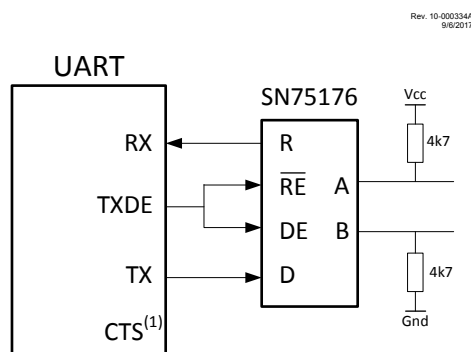 Rev. 10-000334A
9/6/2017
UART
SN75176
Vcc
4k7
RX
R
TXDE
RE
A
DE
B
TX
D
4k7
CTS(1)
Gnd